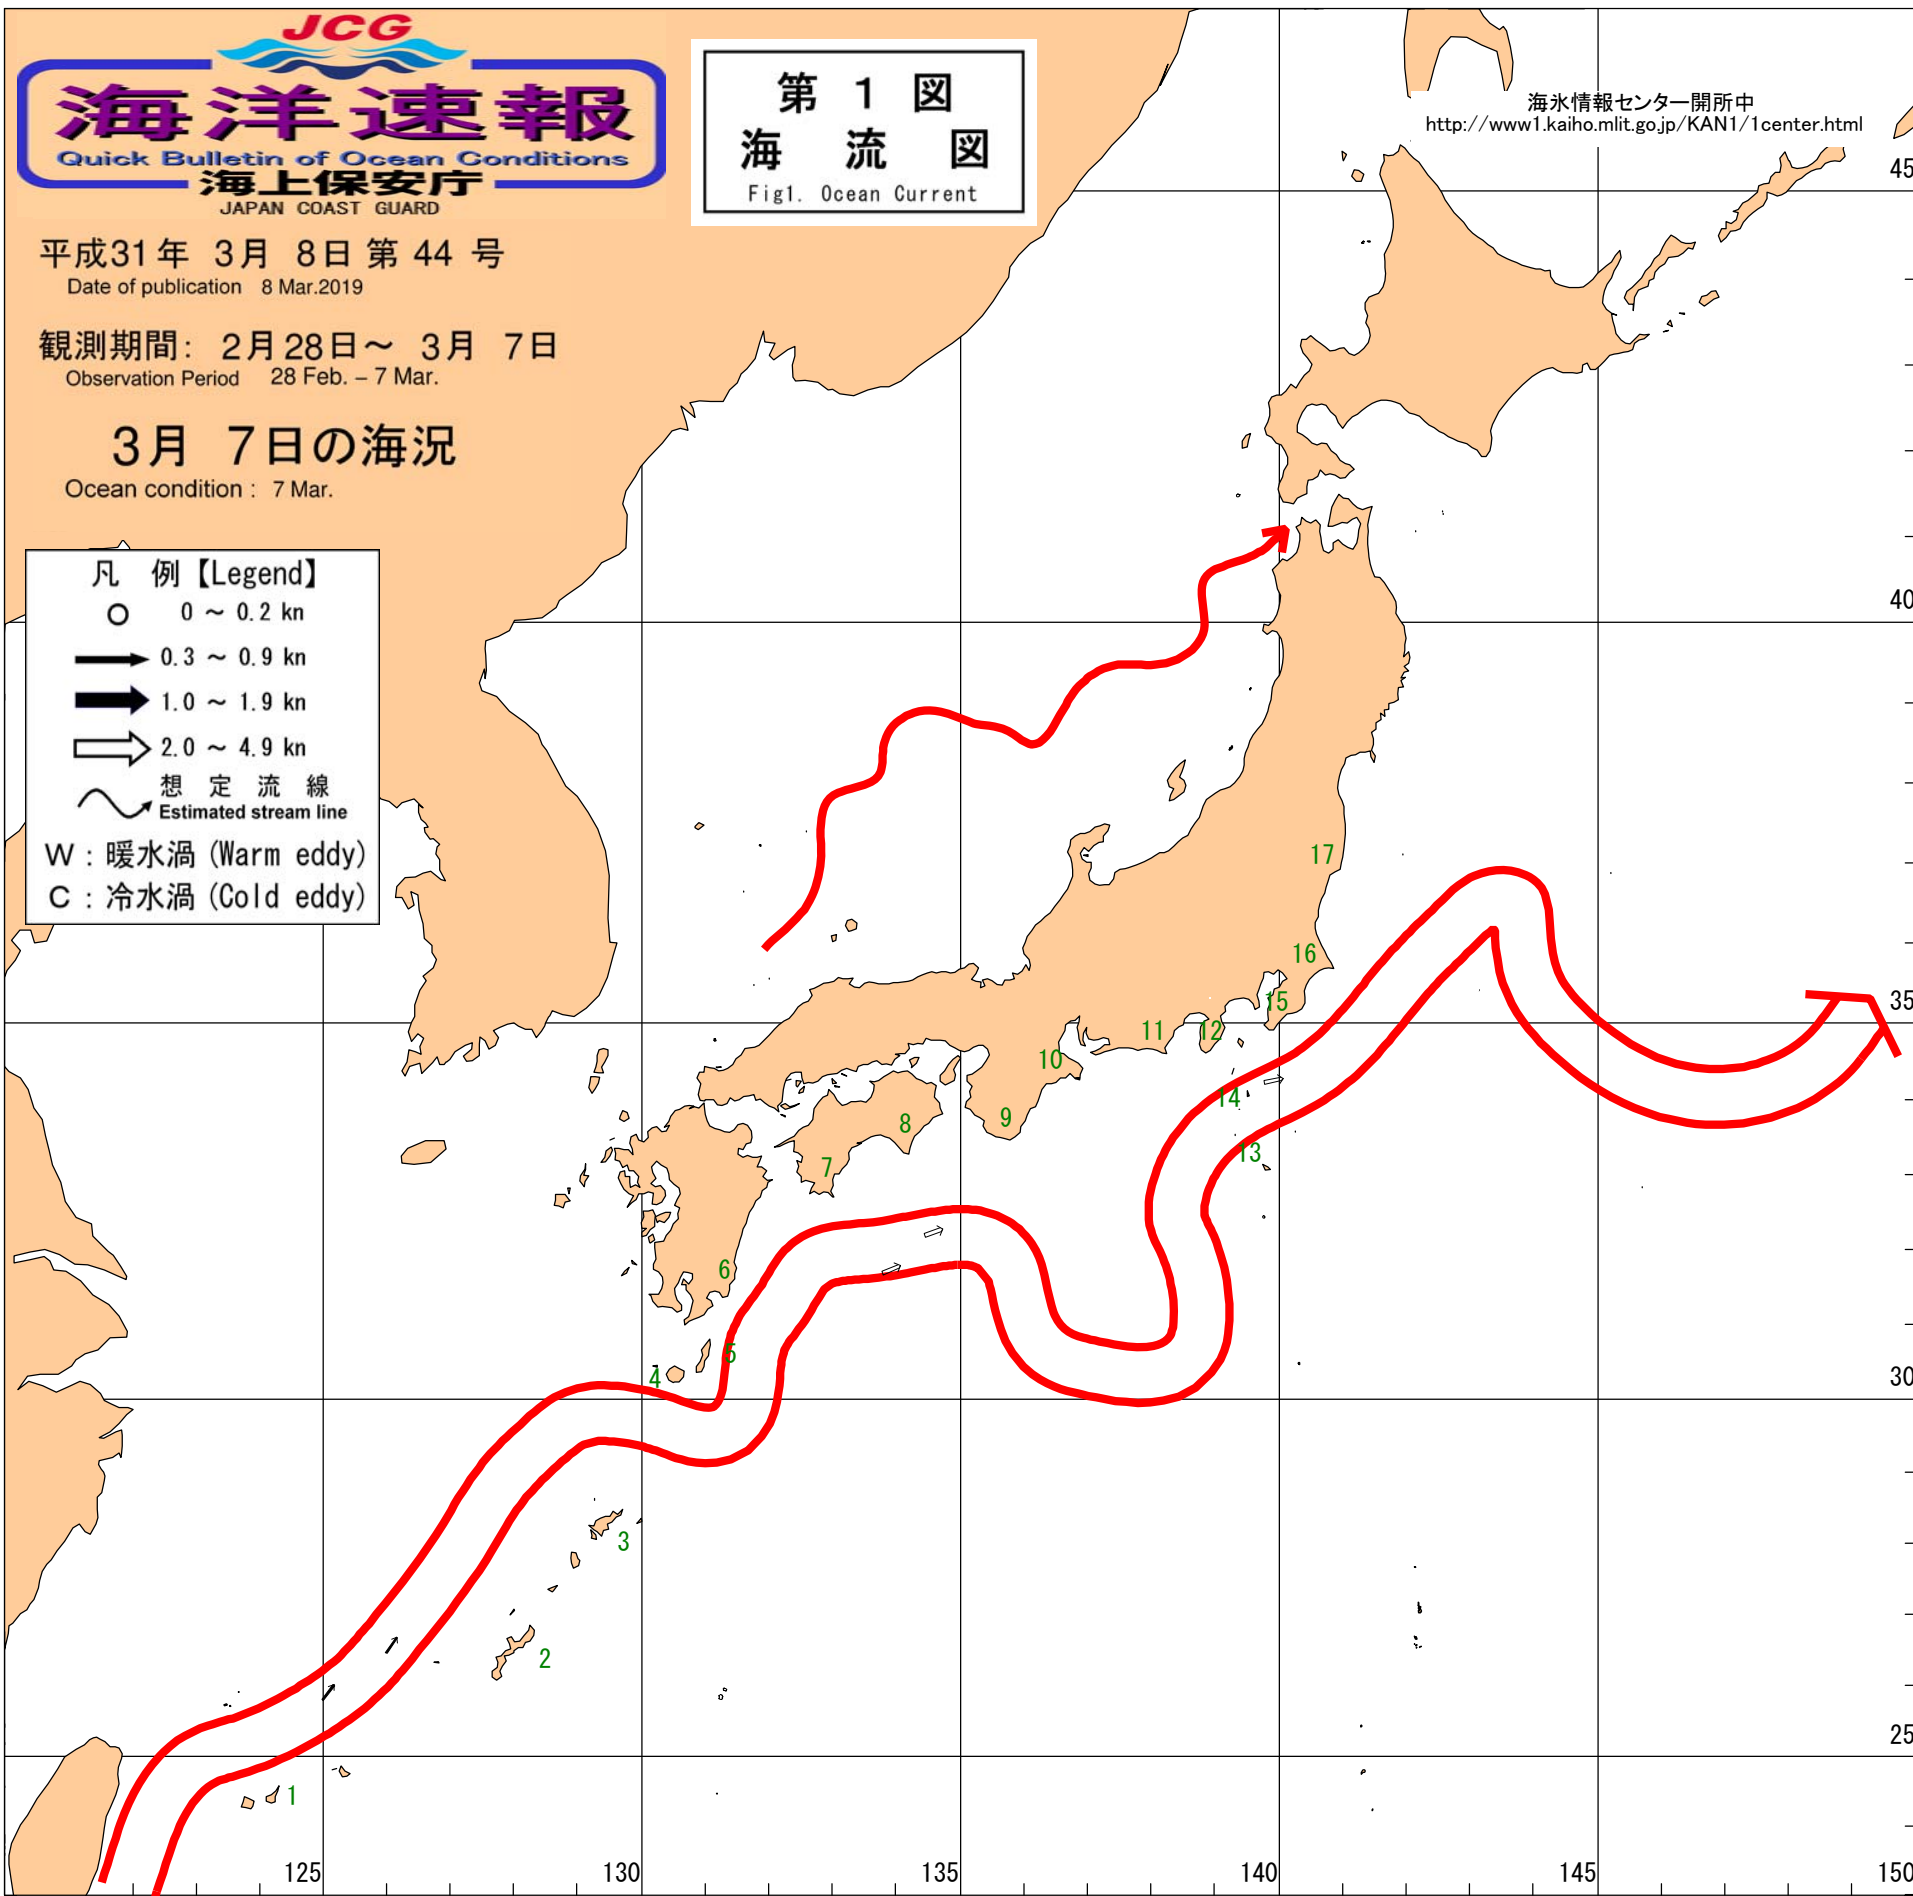 JCG
海洋速報
Quick Bulletin of Ocean Conditions
海上保安庁
JAPAN COAST GUARD
第 1 図
海 流 図
Fig1. Ocean Current
海氷情報センター開所中
http://www1.kaiho.mlit.go.jp/KAN1/1center.html
平成31年 3月 8日 第 44 号
Date of publication 8 Mar.2019
観測期間: 2月28日～ 3月 7日
Observation Period 28 Feb. – 7 Mar.
3月 7日の海況
Ocean condition : 7 Mar.
凡 例【Legend】
0 ～ 0.2 kn
0.3 ～ 0.9 kn
1.0 ～ 1.9 kn
2.0 ～ 4.9 kn
想 定 流 線
Estimated stream line
W : 暖水渦 (Warm eddy)
C : 冷水渦 (Cold eddy)
45
40
17
16
35
15
11
12
10
14
9
8
13
7
6
5
4
30
3
2
25
1
125
130
135
140
145
150